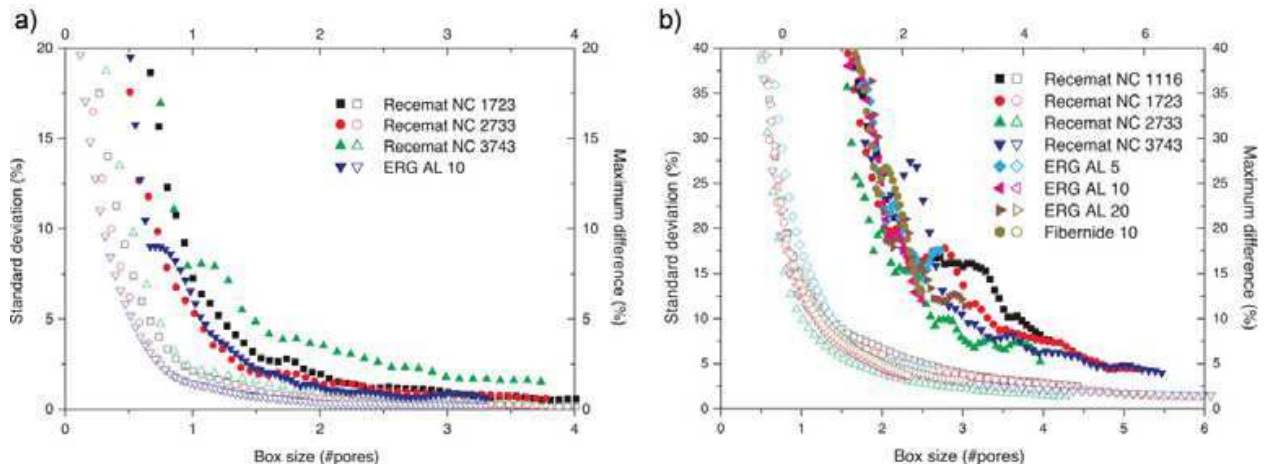 a)
0 1 2 3 4
20 20
15 15
10 10
5 5
0 0
0 1 2 3 4
Standard deviation (%)
Maximum difference (%)
Box size (#pores)
Recemat NC 1723
Recemat NC 2733
Recemat NC 3743
ERG AL 10
b)
0 2 4 6
40 40
35 35
30 30
25 25
20 20
15 15
10 10
5 5
0 0
0 1 2 3 4 5 6
Standard deviation (%)
Maximum difference (%)
Box size (#pores)
Recemat NC 1116
Recemat NC 1723
Recemat NC 2733
Recemat NC 3743
ERG AL 5
ERG AL 10
ERG AL 20
Fibernide 10